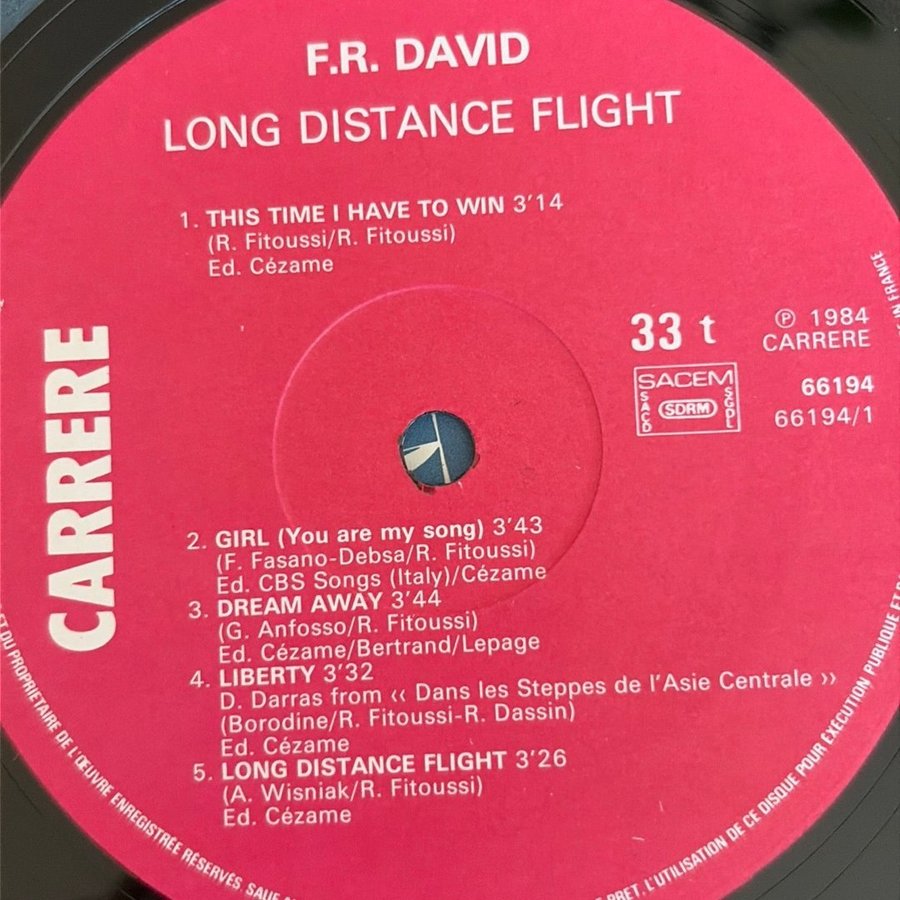 F.R. DAVID
LONG DISTANCE FLIGHT
1. THIS TIME I HAVE TO WIN 3'14
(R. Fitoussi/R. Fitoussi)
Ed. Cézame
CARRERE
33 t
℗ 1984
CARRERE
SACEM
SACD
SDRM
SGDL
66194
66194/1
2. GIRL (You are my song) 3'43
(F. Fasano-Debsa/R. Fitoussi)
Ed. CBS Songs (Italy)/Cézame
3. DREAM AWAY 3'44
(G. Anfosso/R. Fitoussi)
Ed. Cézame/Bertrand/Lepage
4. LIBERTY 3'32
D. Darras from ‹‹ Dans les Steppes de l'Asie Centrale ››
(Borodine/R. Fitoussi-R. Dassin)
Ed. Cézame
5. LONG DISTANCE FLIGHT 3'26
(A. Wisniak/R. Fitoussi)
Ed. Cézame
ET DU PROPRIETAIRE DE L'ŒUVRE ENREGISTRÉE RÉSERVÉS. SAUF
PRET, L'UTILISATION DE CE DISQUE POUR EXÉCUTION PUBLIQUE ET
IN FRANCE